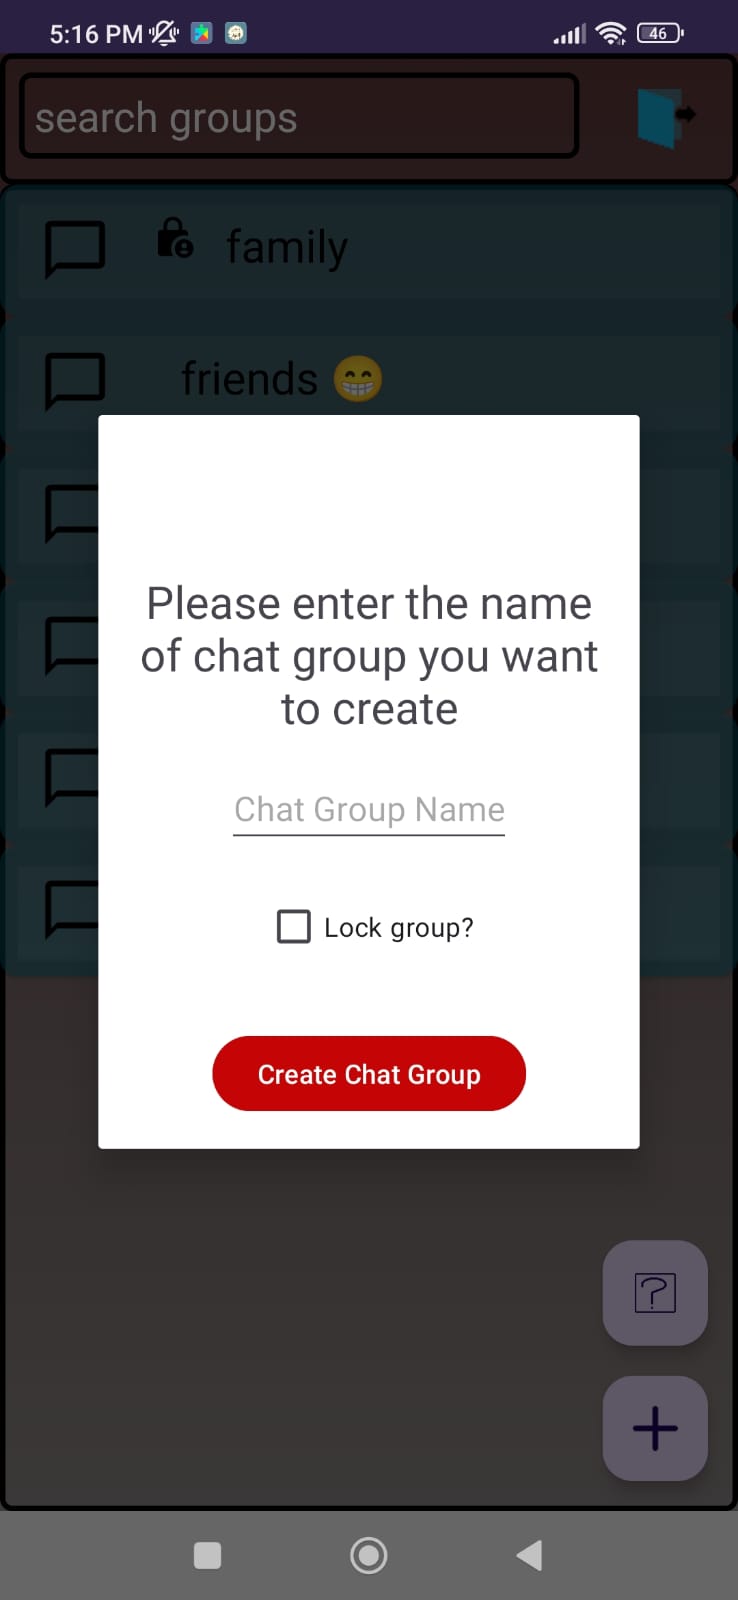 5:16 PM
46
search groups
family
friends 😁
Please enter the name
of chat group you want
to create
Chat Group Name
Lock group?
Create Chat Group
?
+